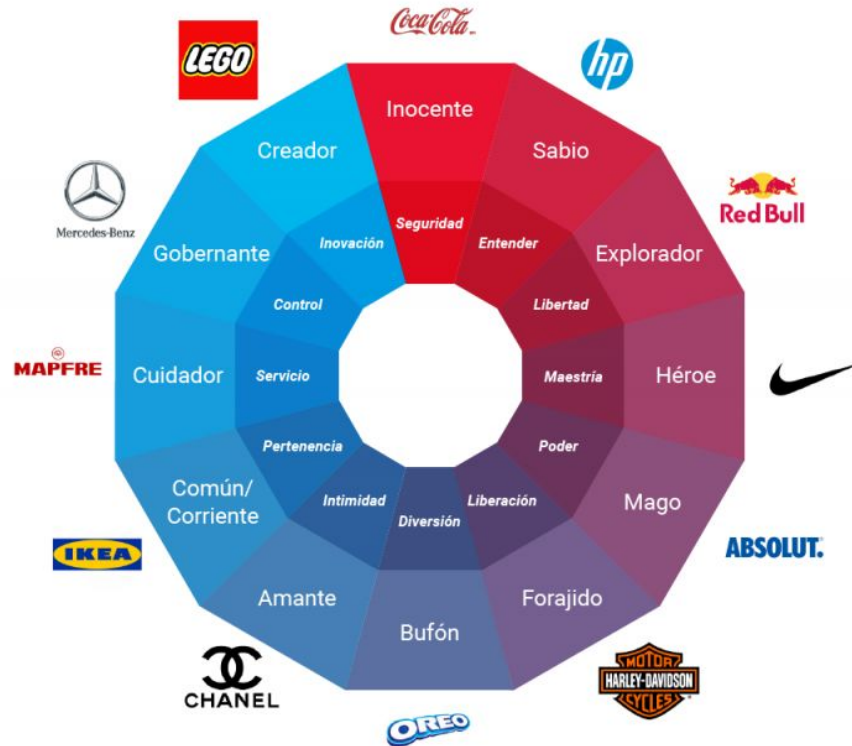 Coca-Cola
LEGO
hp
Inocente
Creador
Sabio
Mercedes-Benz
Red Bull
Seguridad
Inovación
Entender
Gobernante
Explorador
Control
Libertad
MAPFRE
Cuidador
Servicio
Maestría
Héroe
Pertenencia
Poder
Común/
Corriente
Intimidad
Liberación
Diversión
Mago
IKEA
ABSOLUT.
Amante
Forajido
Bufón
CHANEL
MOTOR
HARLEY-DAVIDSON
CYCLES
OREO